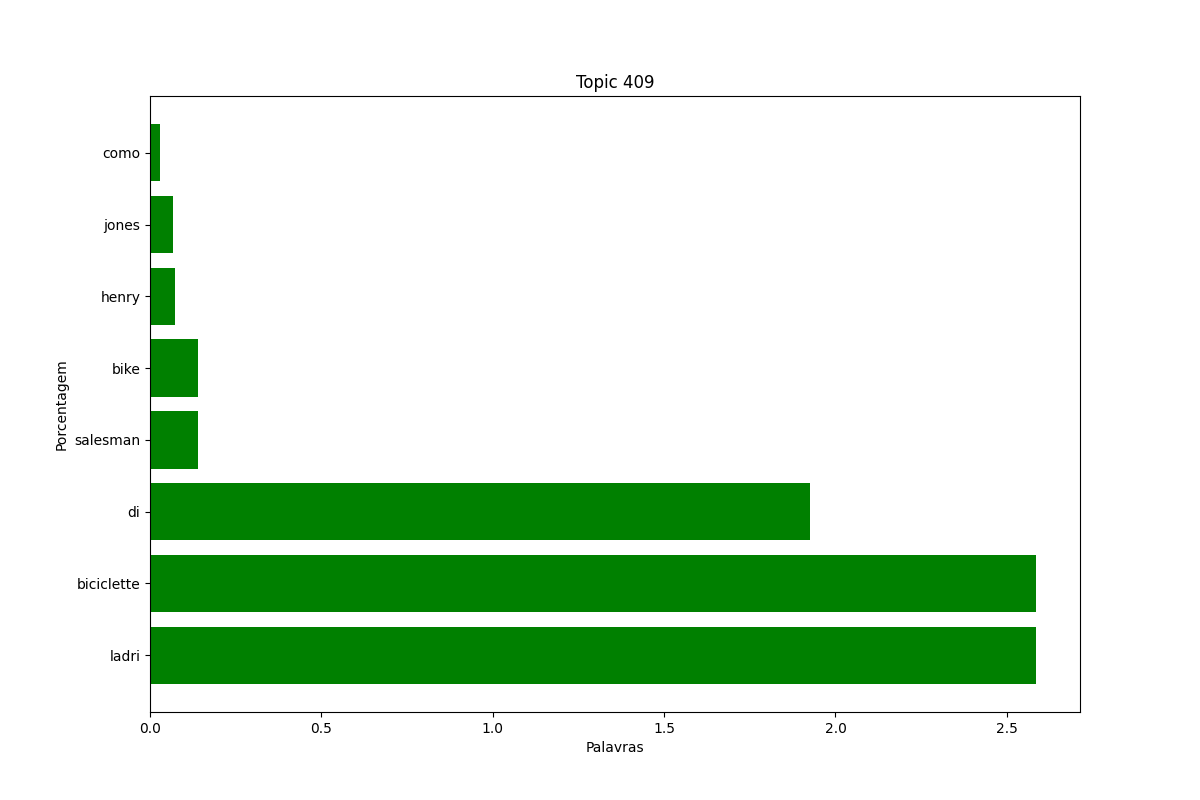 Topic 409
como
jones
henry
bike
salesman
di
biciclette
ladri
Porcentagem
0.0 0.5 1.0 1.5 2.0 2.5
Palavras